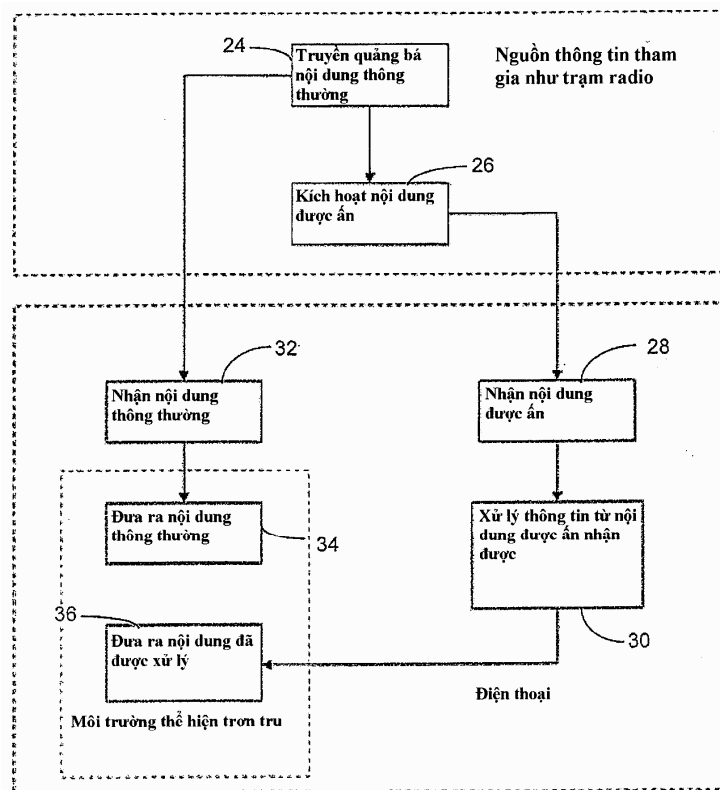 24
Truyền quảng bá
nội dung thông
thường
Nguồn thông tin tham
gia như trạm radio
26
Kích hoạt nội dung
được ấn
32
28
Nhận nội dung
thông thường
Nhận nội dung
được ấn
Đưa ra nội dung
thông thường
34
Xử lý thông tin từ nội
dung được ấn nhận
được
36
Đưa ra nội dung đã
được xử lý
30
Điện thoại
Môi trường thể hiện trơn tru